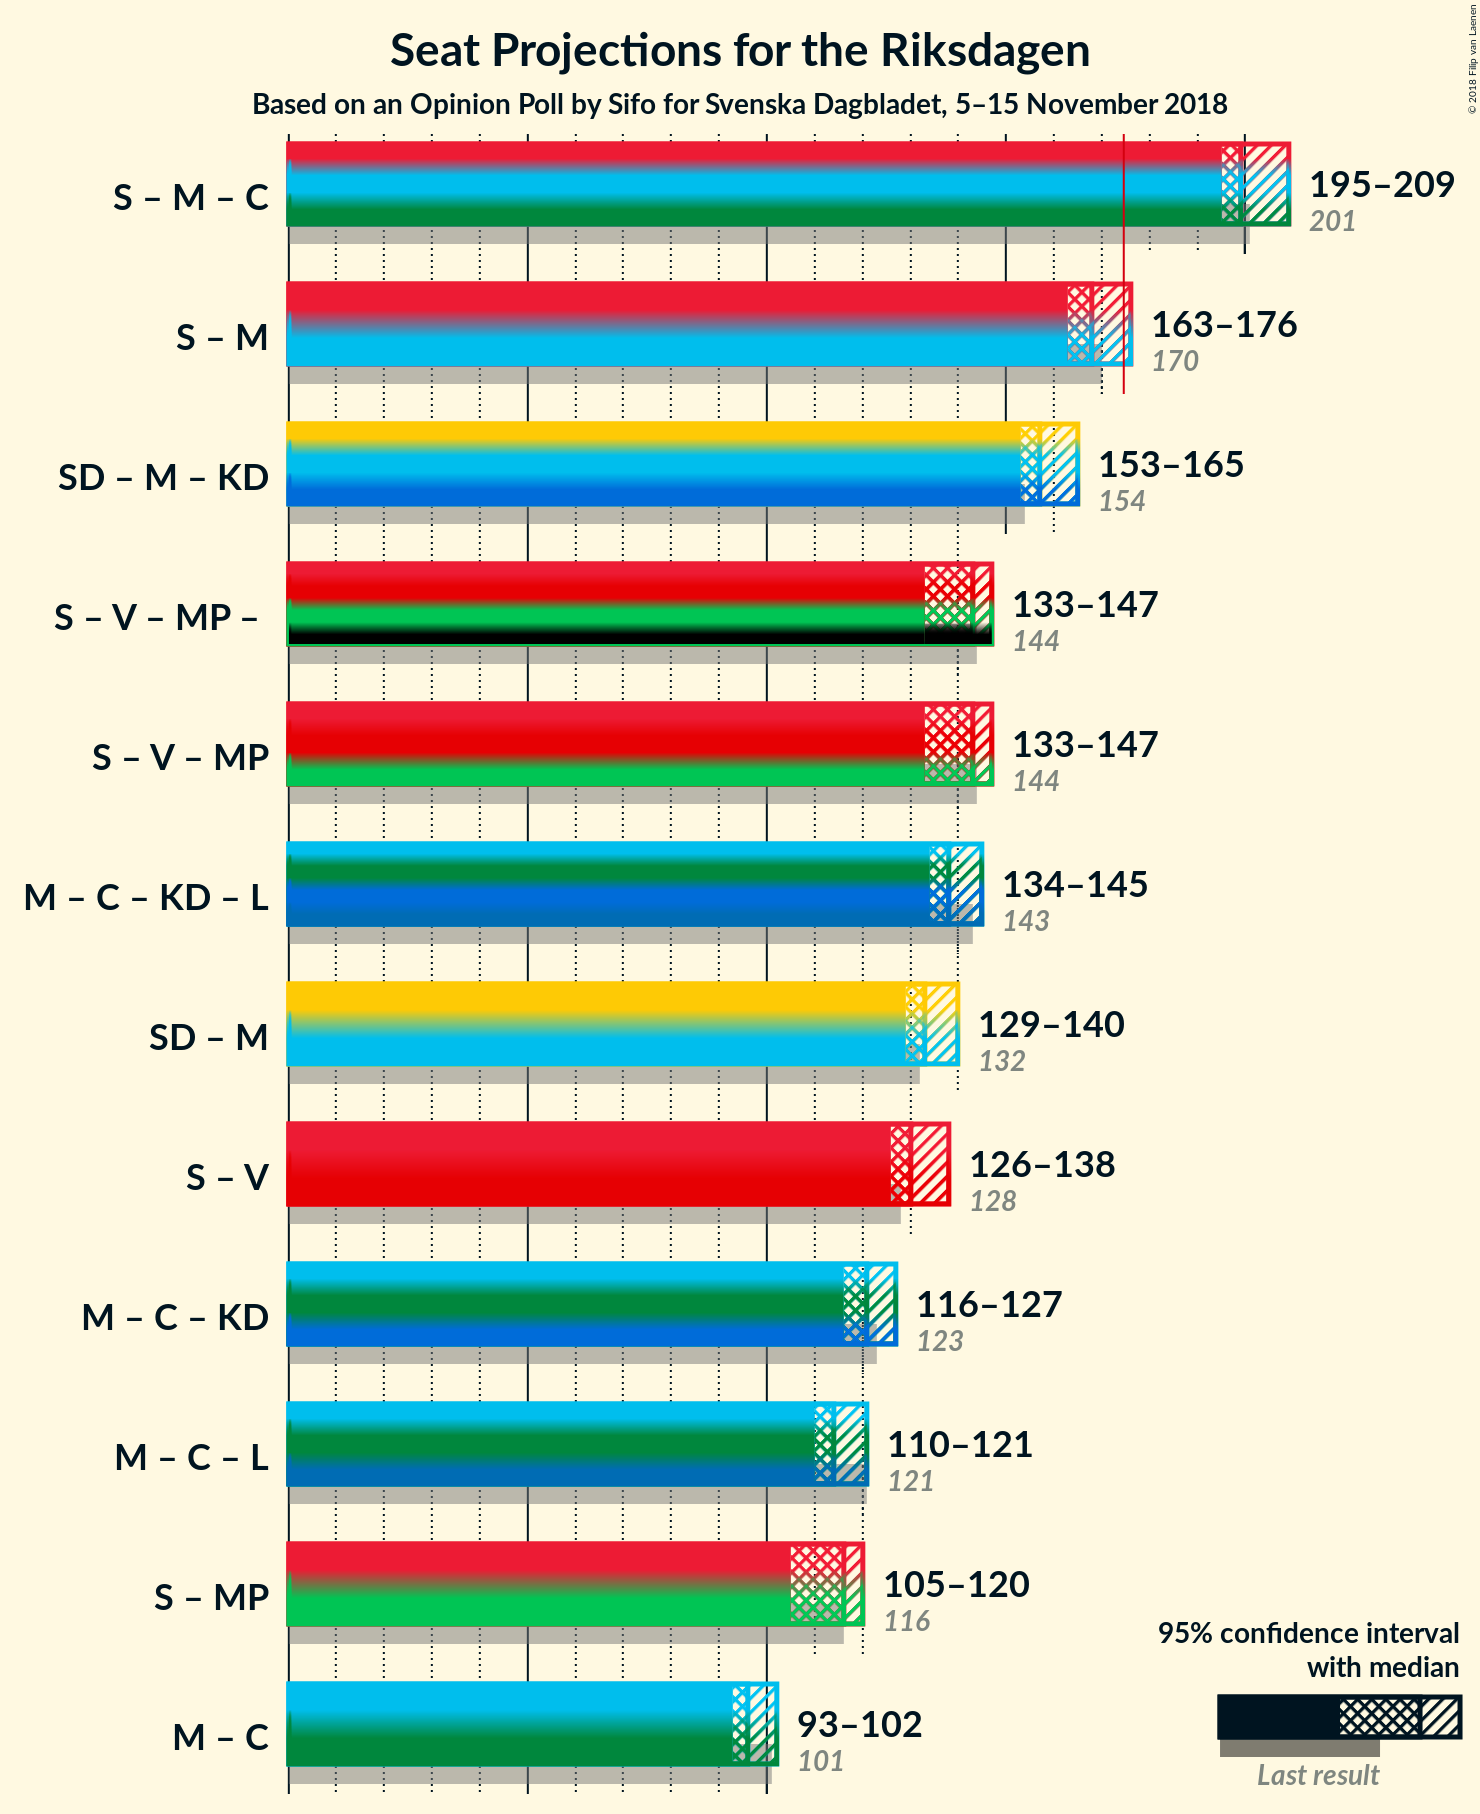 Seat Projections for the Riksdagen
Based on an Opinion Poll by Sifo for Svenska Dagbladet, 5–15 November 2018
© 2018 Filip van Laenen
S – M – C
195–209
201
S – M
163–176
170
SD – M – KD
153–165
154
S – V – MP –
133–147
144
S – V – MP
133–147
144
M – C – KD – L
134–145
143
SD – M
129–140
132
S – V
126–138
128
M – C – KD
116–127
123
M – C – L
110–121
121
S – MP
105–120
116
M – C
93–102
101
95% confidence interval
with median
Last result